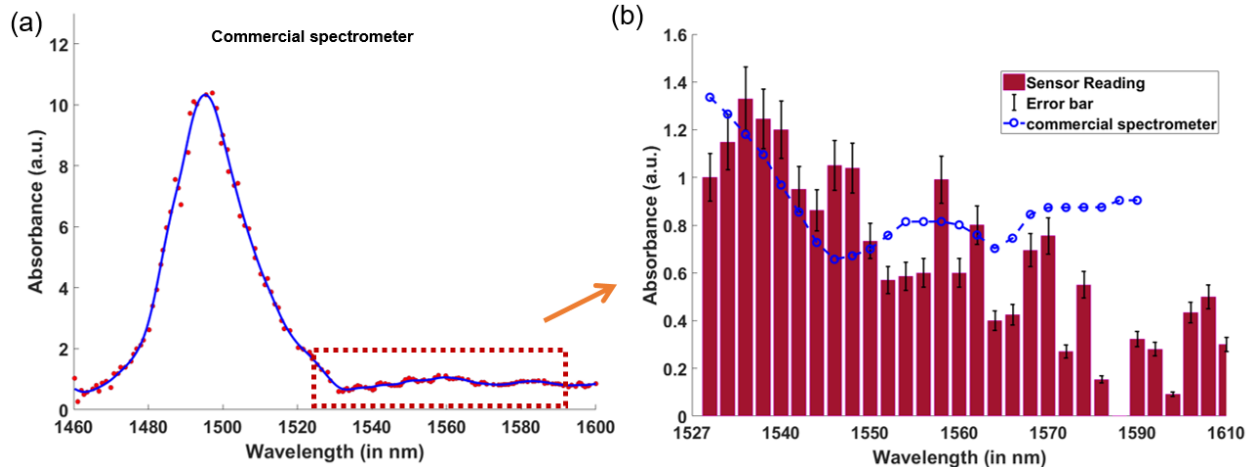 (a)
Commercial spectrometer
12
10
8
6
4
2
0
Absorbance (a.u.)
1460 1480 1500 1520 1540 1560 1580 1600
Wavelength (in nm)
(b)
1.6
1.4
1.2
1
0.8
0.6
0.4
0.2
0
Absorbance (a.u.)
Sensor Reading
Error bar
commercial spectrometer
1527 1540 1550 1560 1570 1590 1610
Wavelength (in nm)